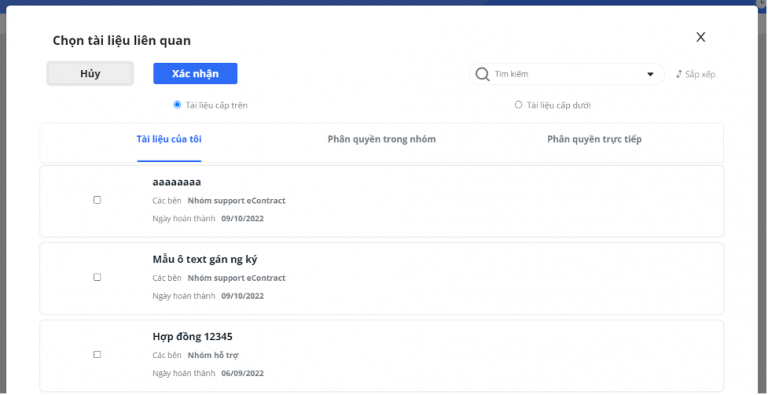 Chọn tài liệu liên quan
Hủy
Xác nhận
Tìm kiếm
Sắp xếp
Tài liệu cấp trên
Tài liệu cấp dưới
Tài liệu của tôi
Phân quyền trong nhóm
Phân quyền trực tiếp
aaaaaaaa
Các bên Nhóm support eContract
Ngày hoàn thành 09/10/2022
Mẫu ô text gán ng ký
Các bên Nhóm support eContract
Ngày hoàn thành 09/10/2022
Hợp đồng 12345
Các bên Nhóm hỗ trợ
Ngày hoàn thành 06/09/2022